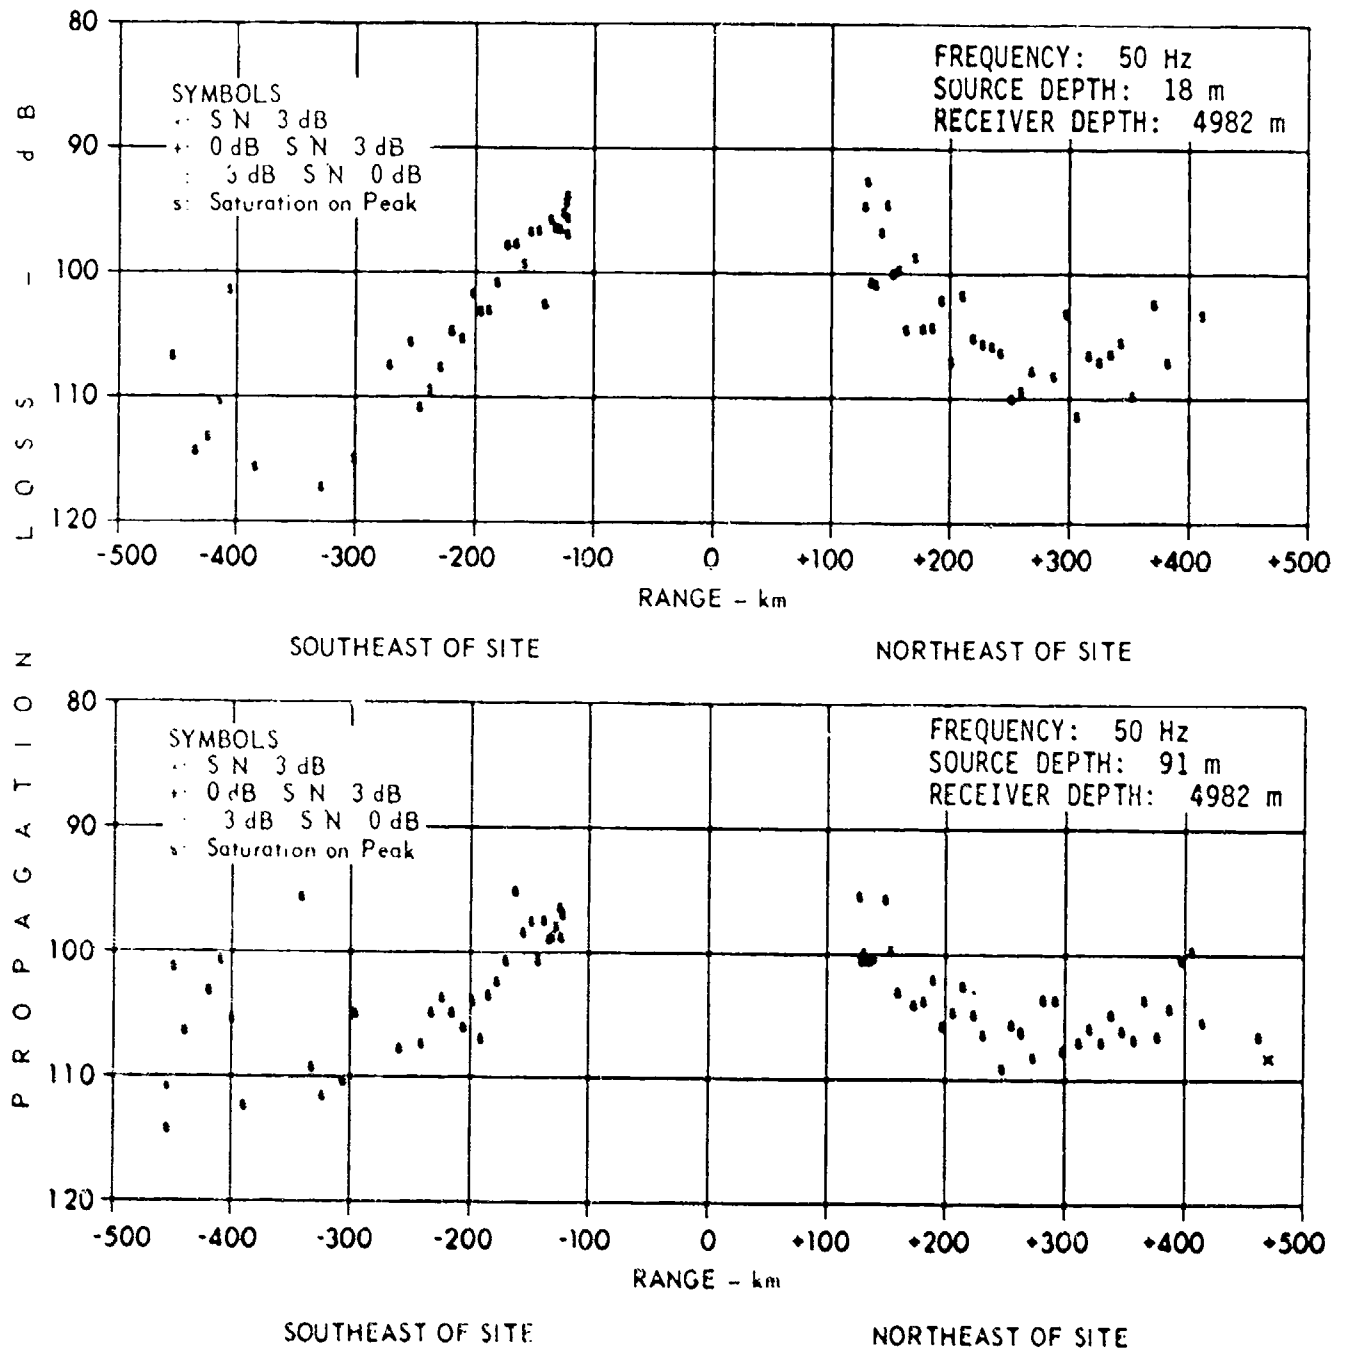 PROPAGATION LOSS - dB
80
90
100
110
120
SYMBOLS
S N 3 dB
+: 0 dB S N 3 dB
: 3 dB S N 0 dB
s: Saturation on Peak
FREQUENCY: 50 Hz
SOURCE DEPTH: 18 m
RECEIVER DEPTH: 4982 m
-500 -400 -300 -200 -100 0 +100 +200 +300 +400 +500
RANGE - km
SOUTHEAST OF SITE NORTHEAST OF SITE
80
90
100
110
120
SYMBOLS
S N 3 dB
+: 0 dB S N 3 dB
3 dB S N 0 dB
s: Saturation on Peak
FREQUENCY: 50 Hz
SOURCE DEPTH: 91 m
RECEIVER DEPTH: 4982 m
-500 -400 -300 -200 -100 0 +100 +200 +300 +400 +500
RANGE - km
SOUTHEAST OF SITE NORTHEAST OF SITE